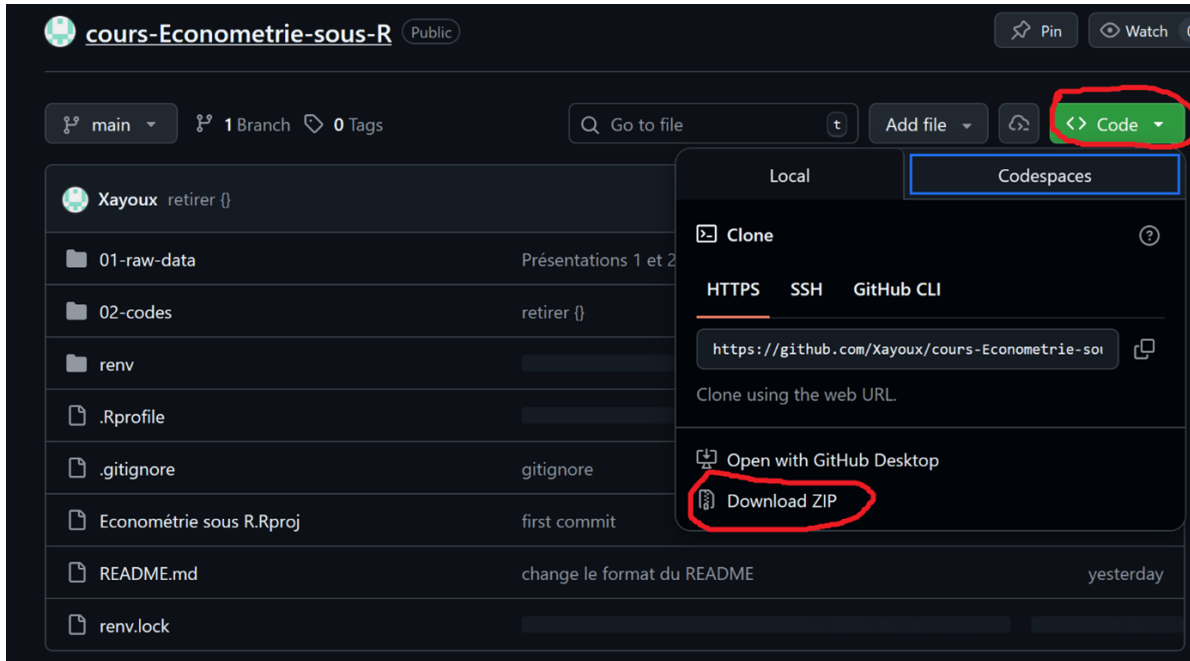 cours-Econometrie-sous-R Public Pin Watch
main 1 Branch 0 Tags Go to file t Add file Code
Local Codespaces
Xayoux retirer {}
Clone
HTTPS SSH GitHub CLI
https://github.com/Xayoux/cours-Econometrie-sou
Clone using the web URL.
Open with GitHub Desktop
Download ZIP
01-raw-data Présentations 1 et 2
02-codes retirer {}
renv
.Rprofile
.gitignore gitignore
Econométrie sous R.Rproj first commit
README.md change le format du README yesterday
renv.lock